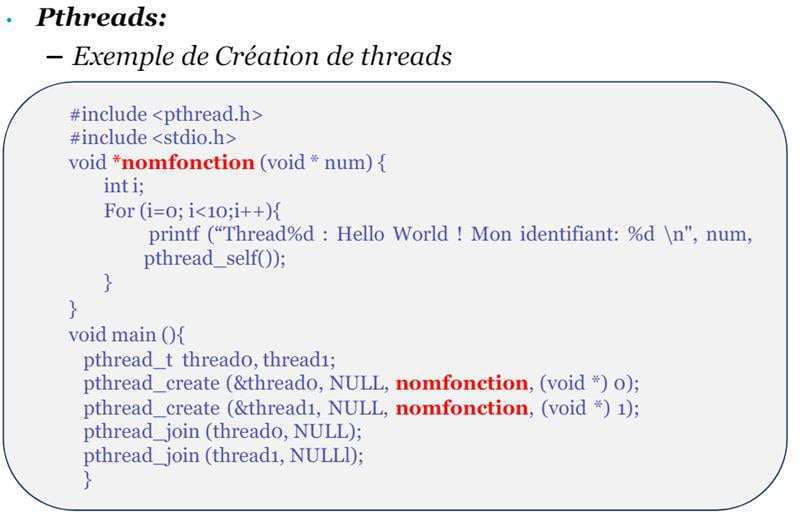 • Pthreads:
– Exemple de Création de threads
#include <pthread.h>
#include <stdio.h>
void *nomfonction (void * num) {
int i;
For (i=0; i<10;i++){
printf (“Thread%d : Hello World ! Mon identifiant: %d \n", num,
pthread_self());
}
}
void main (){
pthread_t thread0, thread1;
pthread_create (&thread0, NULL, nomfonction, (void *) 0);
pthread_create (&thread1, NULL, nomfonction, (void *) 1);
pthread_join (thread0, NULL);
pthread_join (thread1, NULLl);
}